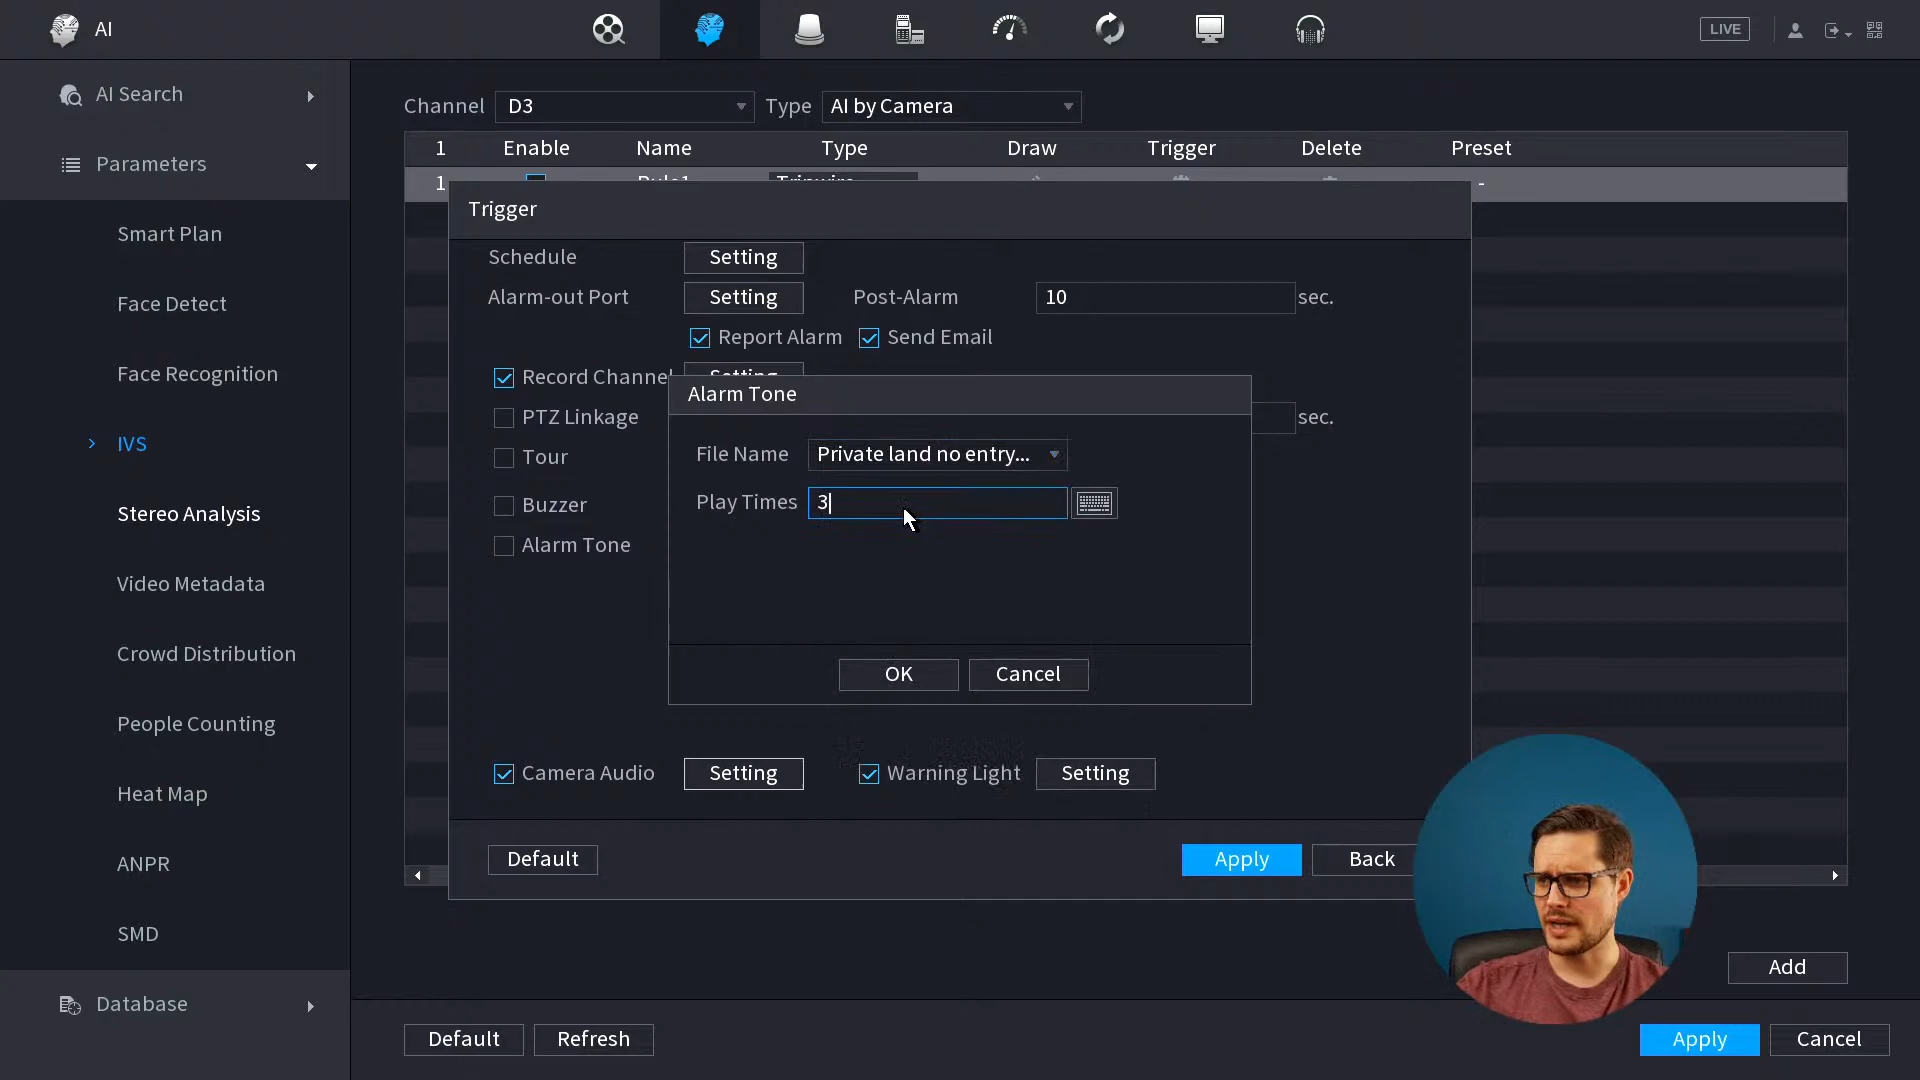 AI
LIVE
AI Search
Parameters
Smart Plan
Face Detect
Face Recognition
IVS
Stereo Analysis
Video Metadata
Crowd Distribution
People Counting
Heat Map
ANPR
SMD
Database
Channel D3 Type AI by Camera
1 Enable Name Type Draw Trigger Delete Preset
1 Rule1 Tripwire -
Trigger
Schedule Setting
Alarm-out Port Setting Post-Alarm 10 sec.
Report Alarm Send Email
Record Channel Setting
PTZ Linkage sec.
Tour
Buzzer
Alarm Tone
Alarm Tone
File Name Private land no entry...
Play Times 3
OK Cancel
Camera Audio Setting Warning Light Setting
Default Apply Back
Add
Default Refresh Apply Cancel